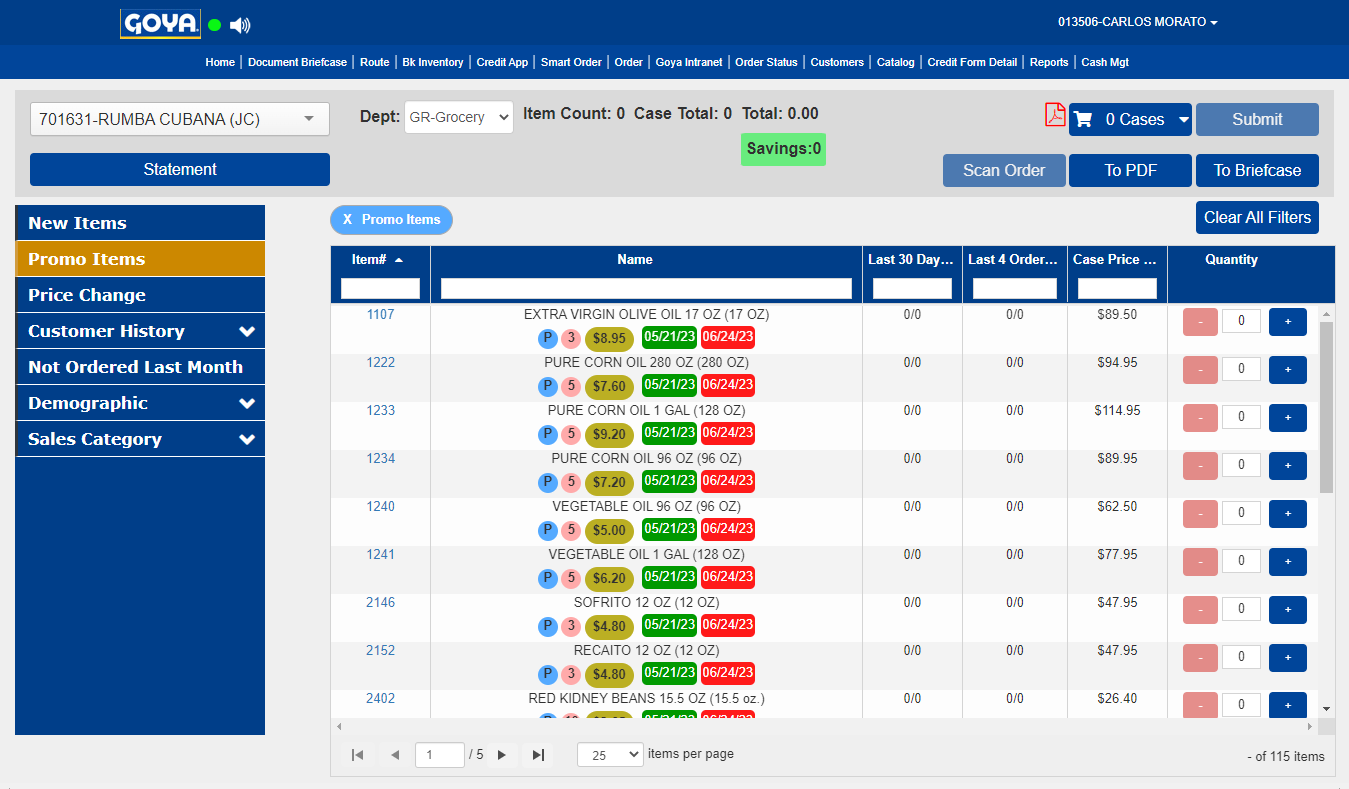 GOYA
013506-CARLOS MORATO
Home | Document Briefcase | Route | Bk Inventory | Credit App | Smart Order | Order | Goya Intranet | Order Status | Customers | Catalog | Credit Form Detail | Reports | Cash Mgt
701631-RUMBA CUBANA (JC)
Dept: GR-Grocery Item Count: 0 Case Total: 0 Total: 0.00
0 Cases
Submit
Savings:0
Statement
Scan Order
To PDF
To Briefcase
New Items
Promo Items
Price Change
Customer History
Not Ordered Last Month
Demographic
Sales Category
X Promo Items
Clear All Filters
Item# Name Last 30 Day... Last 4 Order... Case Price ... Quantity
1107 EXTRA VIRGIN OLIVE OIL 17 OZ (17 OZ) 0/0 0/0 $89.50 - 0 +
P 3 $8.95 05/21/23 06/24/23
1222 PURE CORN OIL 280 OZ (280 OZ) 0/0 0/0 $94.95 - 0 +
P 5 $7.60 05/21/23 06/24/23
1233 PURE CORN OIL 1 GAL (128 OZ) 0/0 0/0 $114.95 - 0 +
P 5 $9.20 05/21/23 06/24/23
1234 PURE CORN OIL 96 OZ (96 OZ) 0/0 0/0 $89.95 - 0 +
P 5 $7.20 05/21/23 06/24/23
1240 VEGETABLE OIL 96 OZ (96 OZ) 0/0 0/0 $62.50 - 0 +
P 5 $5.00 05/21/23 06/24/23
1241 VEGETABLE OIL 1 GAL (128 OZ) 0/0 0/0 $77.95 - 0 +
P 5 $6.20 05/21/23 06/24/23
2146 SOFRITO 12 OZ (12 OZ) 0/0 0/0 $47.95 - 0 +
P 3 $4.80 05/21/23 06/24/23
2152 RECAITO 12 OZ (12 OZ) 0/0 0/0 $47.95 - 0 +
P 3 $4.80 05/21/23 06/24/23
2402 RED KIDNEY BEANS 15.5 OZ (15.5 oz.) 0/0 0/0 $26.40 - 0 +
1 / 5 25 items per page
- of 115 items